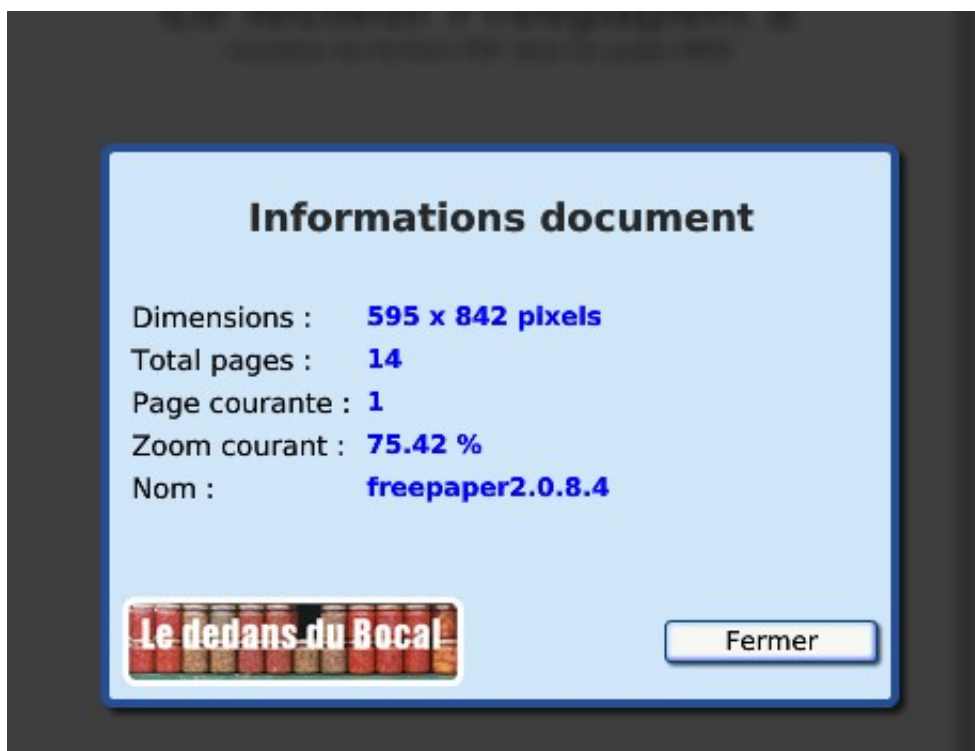 Informations document
Dimensions : 595 x 842 pixels
Total pages : 14
Page courante : 1
Zoom courant : 75.42 %
Nom : freepaper2.0.8.4
Le dedans du Bocal
Fermer